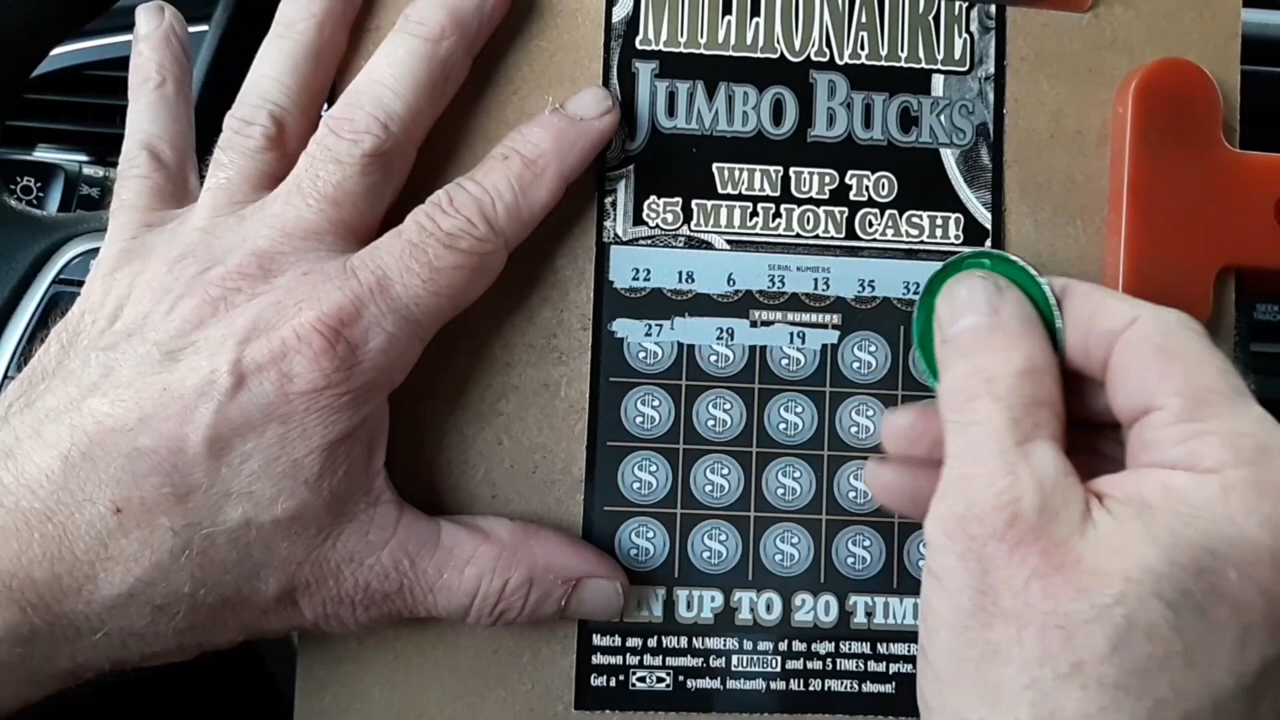 MILLIONAIRE
JUMBO BUCKS
WIN UP TO
$5 MILLION CASH!
SERIAL NUMBERS
22 18 6 33 13 35 32
YOUR NUMBERS
27 29 19
UP TO 20
Match any of YOUR NUMBERS to any of the eight SERIAL
shown for that number. Get JUMBO and win 5 TIMES that prize.
Get a " $ " symbol, instantly win ALL 20 PRIZES shown!
SEEK